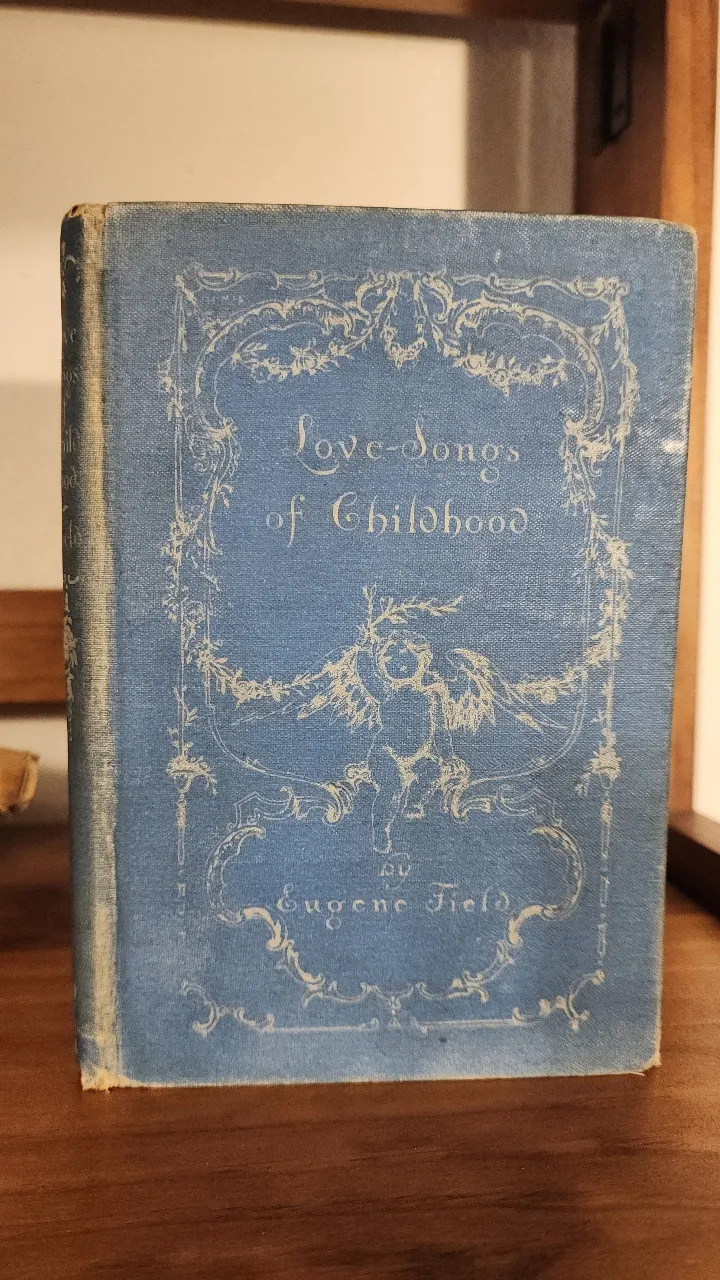 Love-Songs
of Childhood
by
Eugene Field